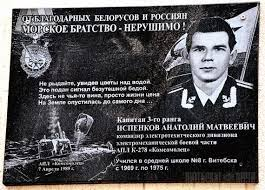 ОТ БЛАГОДАРНЫХ БЕЛОРУСОВ И РОССИЯН
МОРСКОЕ БРАТСТВО - НЕРУШИМО!
Не рыдайте, увидев цветы над водой.
Это подан сигнал безутешной бедой.
Здесь не чья-то вина, просто жизни цена
На Земле опустилась до самого дна ...
Капитан 3-го ранга
ИСПЕНКОВ АНАТОЛИЙ МАТВЕЕВИЧ
командир электротехнического дивизиона
электромеханической боевой части
АПЛ К-278 «Комсомолец»
Учился в средней школе №8 г. Витебска
с 1969 г. по 1975 г.
АПЛ «Комсомолец»
7 Апреля 1989 г.